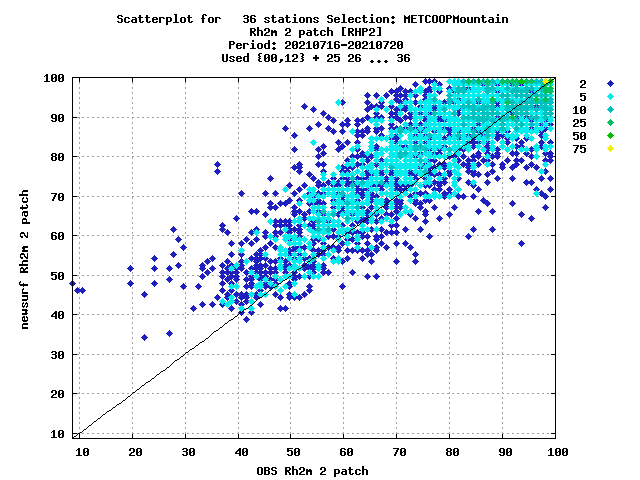 Scatterplot for   36 stations Selection: METCOOPMountain
Rh2m 2 patch [RHP2]
Period: 20210716-20210720
Used {00,12} + 25 26 ... 36
2
5
10
25
50
75
100
90
80
70
60
50
40
30
20
10
newsurf Rh2m 2 patch
10 20 30 40 50 60 70 80 90 100
OBS Rh2m 2 patch